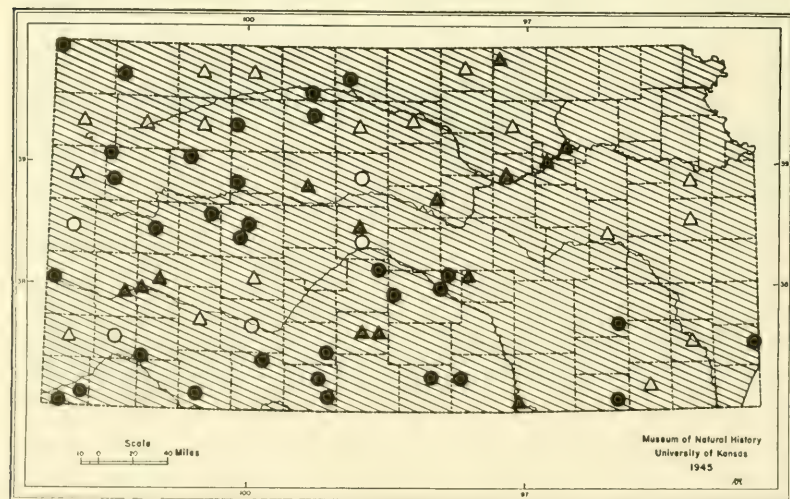 100 97
39 39
38 38
Scale
10 0 20 40 Miles
Museum of Natural History
University of Kansas
1945
100 97